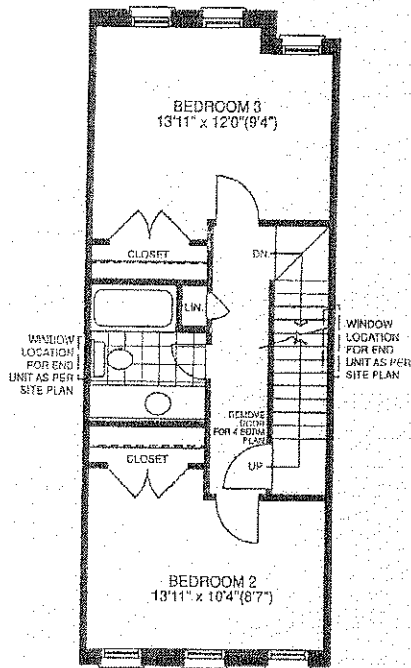 BEDROOM 3
13'11" x 12'0"(9'4")
CLOSET
DN.
LIN.
WINDOW
LOCATION
FOR END
UNIT AS PER
SITE PLAN
WINDOW
LOCATION
FOR END
UNIT AS PER
SITE PLAN
REMOVE
DOOR
FOR 4 BDRM
PLAN
CLOSET
UP
BEDROOM 2
13'11" x 10'4"(8'7")